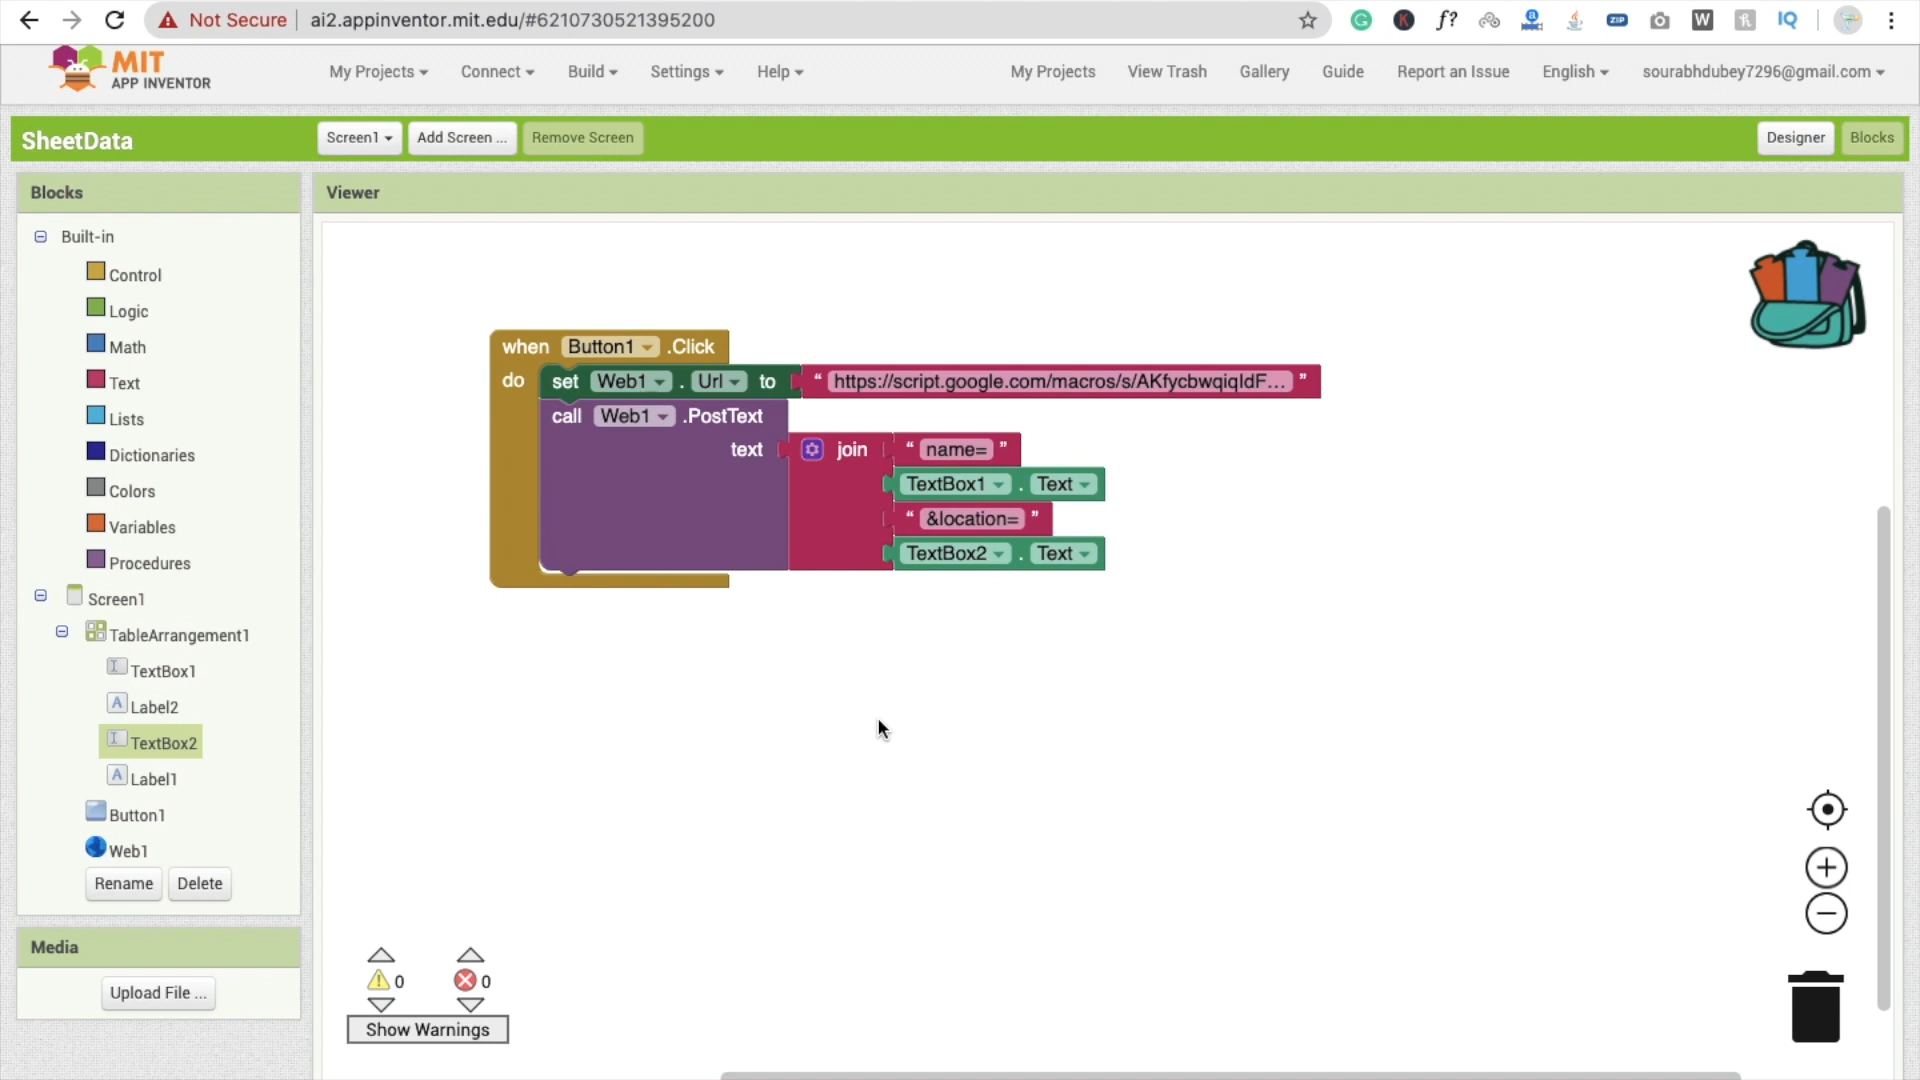 Not Secure
ai2.appinventor.mit.edu/#6210730521395200
f?
ZIP
W
IQ
MIT
APP INVENTOR
My Projects
Connect
Build
Settings
Help
My Projects
View Trash
Gallery
Guide
Report an Issue
English
sourabhdubey7296@gmail.com
SheetData
Screen1
Add Screen ...
Remove Screen
Designer
Blocks
Blocks
Viewer
Built-in
Control
Logic
Math
Text
Lists
Dictionaries
Colors
Variables
Procedures
Screen1
TableArrangement1
TextBox1
A Label2
TextBox2
A Label1
Button1
Web1
Rename
Delete
Media
Upload File ...
when Button1 .Click
do set Web1 . Url to “ https://script.google.com/macros/s/AKfycbwqiqIdF... ”
call Web1 .PostText
text join “ name= ”
TextBox1 . Text
“ &location= ”
TextBox2 . Text
0
0
Show Warnings